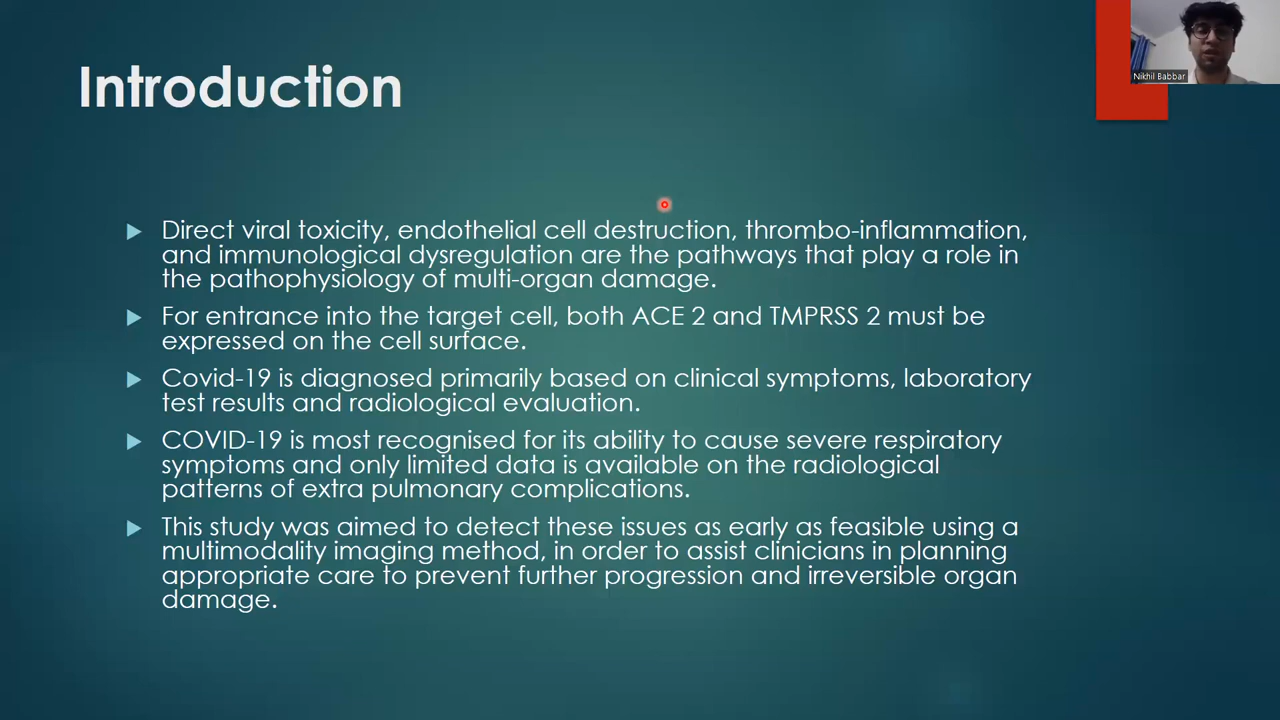 Introduction
Nikhil Babbar
Direct viral toxicity, endothelial cell destruction, thrombo-inflammation,
and immunological dysregulation are the pathways that play a role in
the pathophysiology of multi-organ damage.
For entrance into the target cell, both ACE 2 and TMPRSS 2 must be
expressed on the cell surface.
Covid-19 is diagnosed primarily based on clinical symptoms, laboratory
test results and radiological evaluation.
COVID-19 is most recognised for its ability to cause severe respiratory
symptoms and only limited data is available on the radiological
patterns of extra pulmonary complications.
This study was aimed to detect these issues as early as feasible using a
multimodality imaging method, in order to assist clinicians in planning
appropriate care to prevent further progression and irreversible organ
damage.